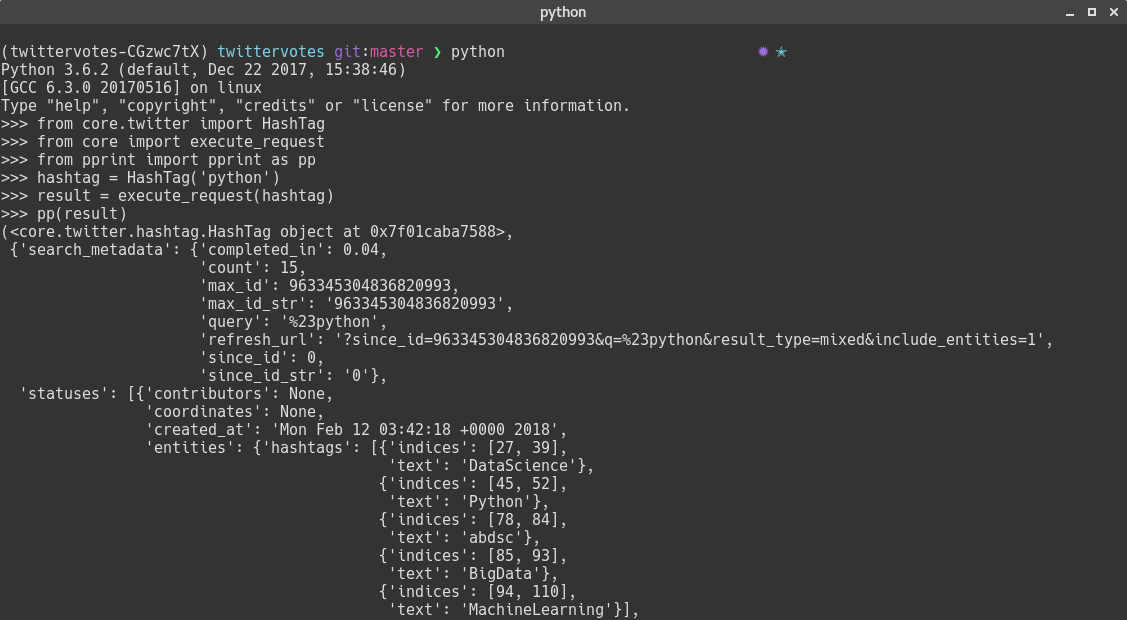 python
(twittervotes-CGzwc7tX) twittervotes git:master ❯ python
Python 3.6.2 (default, Dec 22 2017, 15:38:46)
[GCC 6.3.0 20170516] on linux
Type "help", "copyright", "credits" or "license" for more information.
>>> from core.twitter import HashTag
>>> from core import execute_request
>>> from pprint import pprint as pp
>>> hashtag = HashTag('python')
>>> result = execute_request(hashtag)
>>> pp(result)
(<core.twitter.hashtag.HashTag object at 0x7f01caba7588>,
 {'search_metadata': {'completed_in': 0.04,
                      'count': 15,
                      'max_id': 963345304836820993,
                      'max_id_str': '963345304836820993',
                      'query': '%23python',
                      'refresh_url': '?since_id=963345304836820993&q=%23python&result_type=mixed&include_entities=1',
                      'since_id': 0,
                      'since_id_str': '0'},
  'statuses': [{'contributors': None,
                'coordinates': None,
                'created_at': 'Mon Feb 12 03:42:18 +0000 2018',
                'entities': {'hashtags': [{'indices': [27, 39],
                                           'text': 'DataScience'},
                                          {'indices': [45, 52],
                                           'text': 'Python'},
                                          {'indices': [78, 84],
                                           'text': 'abdsc'},
                                          {'indices': [85, 93],
                                           'text': 'BigData'},
                                          {'indices': [94, 110],
                                           'text': 'MachineLearning'}],